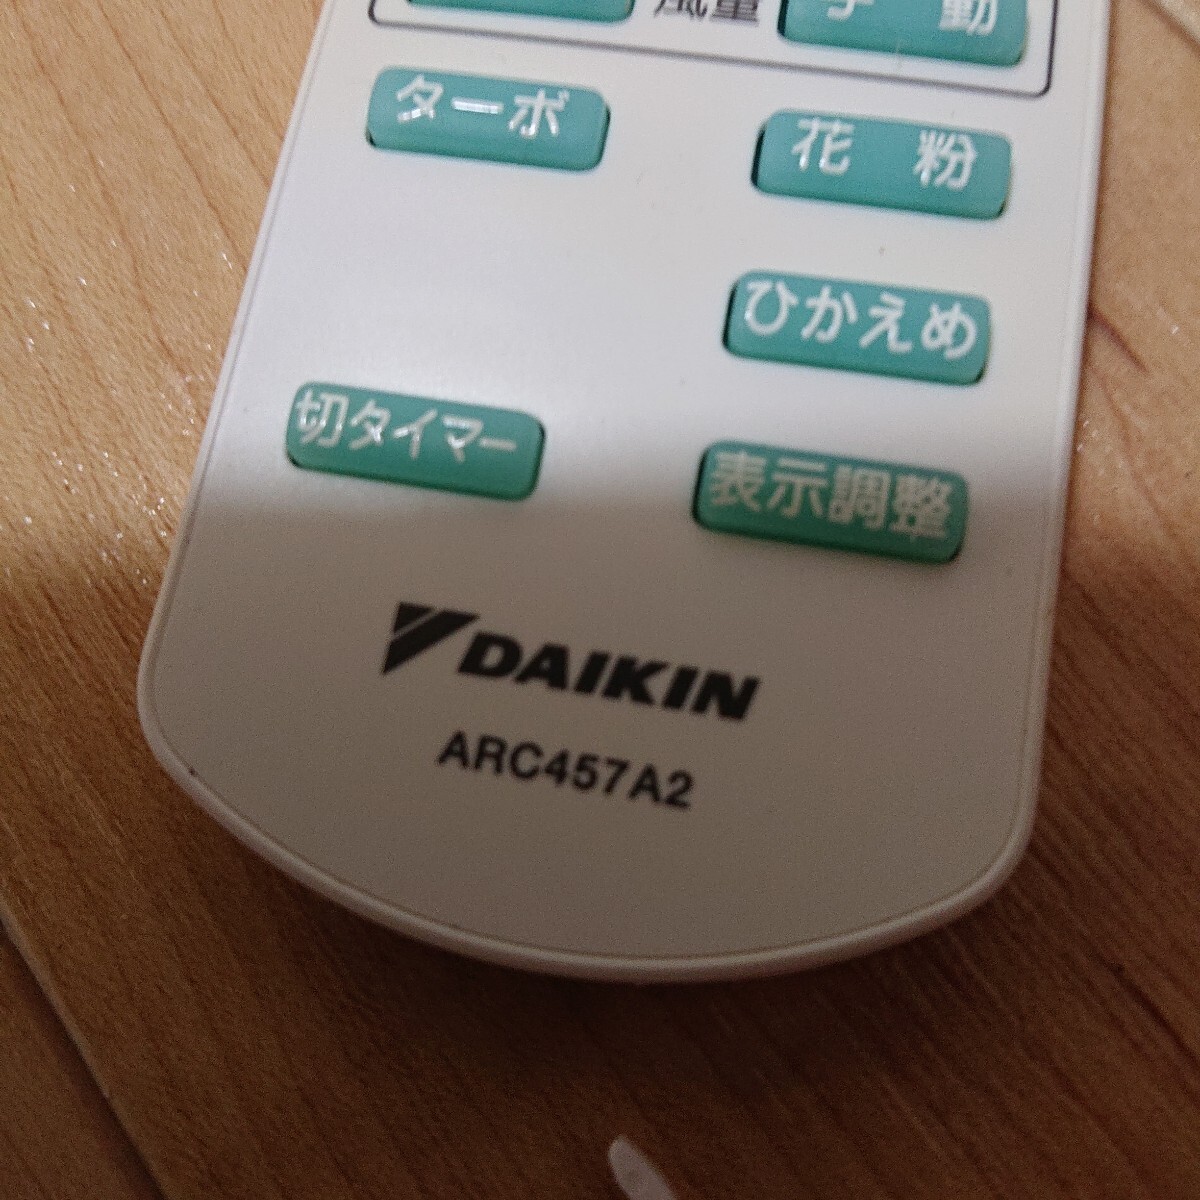 風量
手動
ターボ
花粉
ひかえめ
切タイマー
表示調整
DAIKIN
ARC457A2